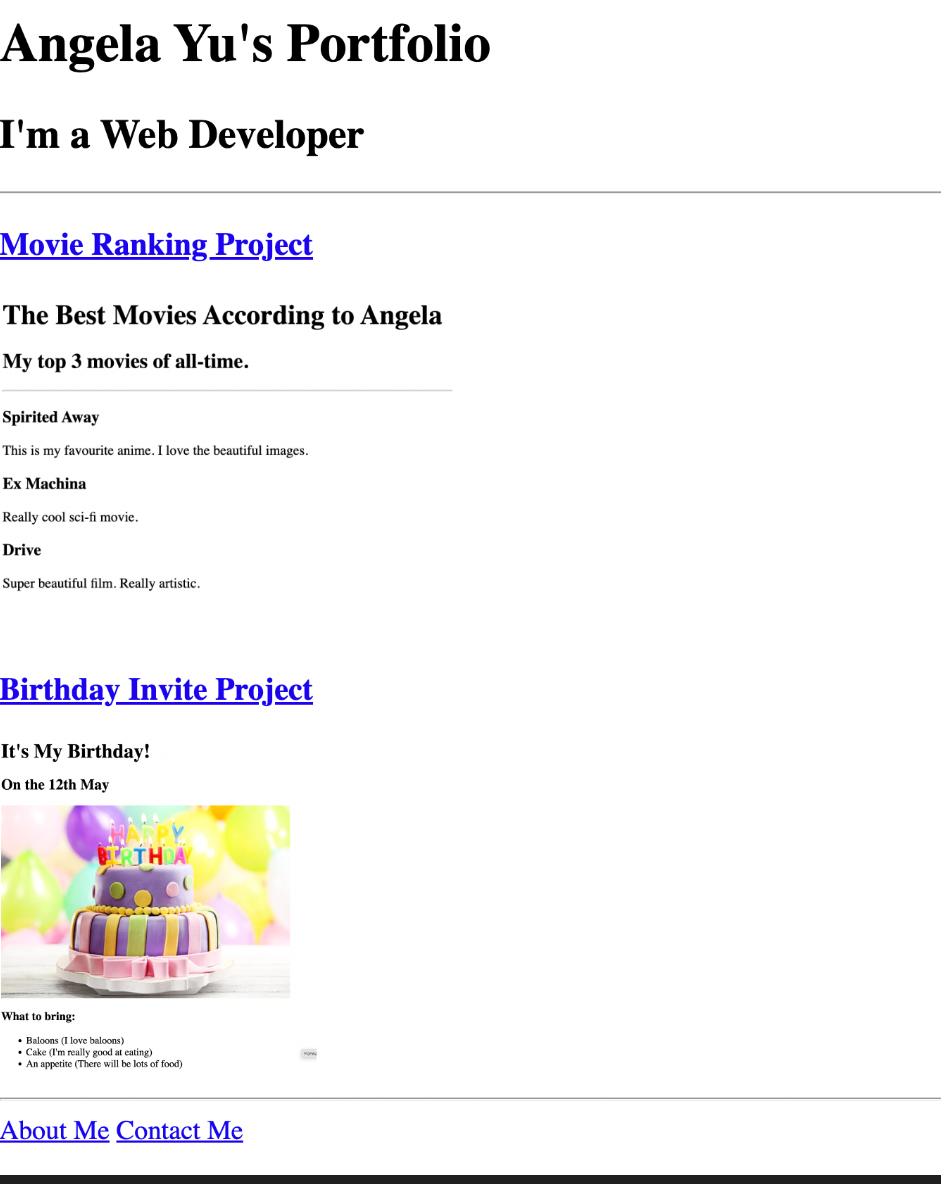 Angela Yu's Portfolio
I'm a Web Developer
Movie Ranking Project
The Best Movies According to Angela
My top 3 movies of all-time.
Spirited Away
This is my favourite anime. I love the beautiful images.
Ex Machina
Really cool sci-fi movie.
Drive
Super beautiful film. Really artistic.
Birthday Invite Project
It's My Birthday!
On the 12th May
HAPPY
BIRTHDAY
What to bring:
Baloons (I love baloons)
Cake (I'm really good at eating)
An appetite (There will be lots of food)
About Me Contact Me